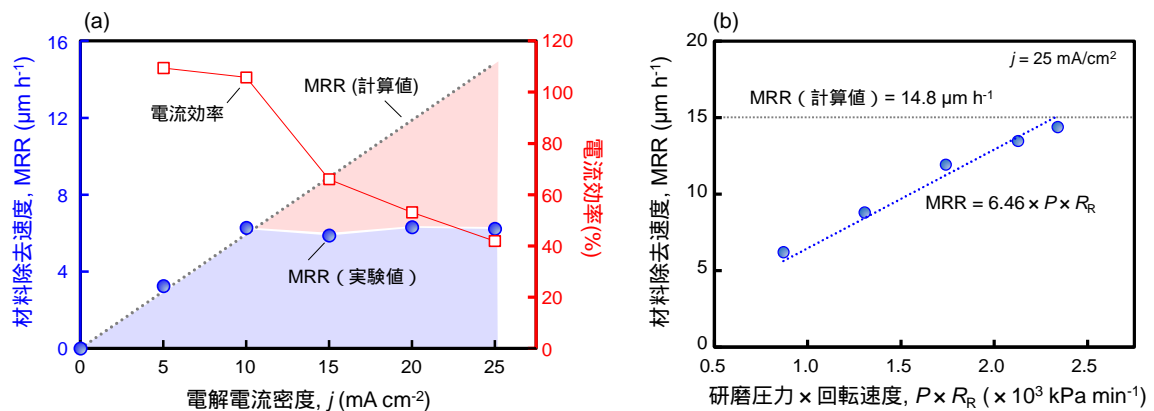 (a)
16
12
8
4
0
材料除去速度, MRR (μm h-1)
0
5
10
15
20
25
電解電流密度, j (mA cm-2)
120
100
80
60
40
20
0
電流効率(%)
MRR (計算値)
電流効率
MRR（実験値）
(b)
20
15
10
5
0
材料除去速度, MRR (μm h-1)
0.5
1.0
1.5
2.0
2.5
研磨圧力×回転速度, P × RR (×103 kPa min-1)
j = 25 mA/cm2
MRR（計算値）= 14.8 μm h-1
MRR = 6.46 × P × RR